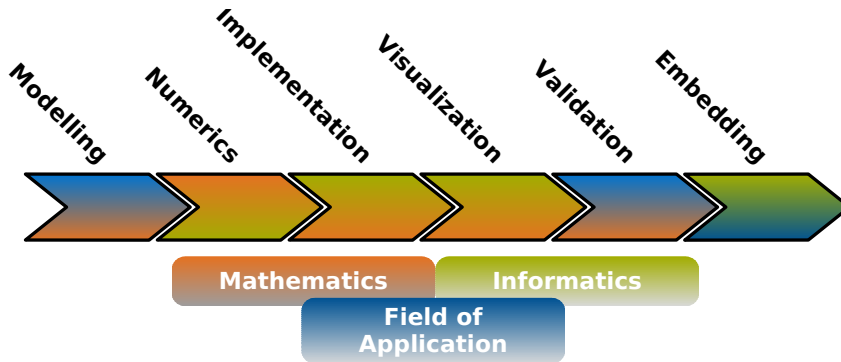 Modelling
Numerics
Implementation
Visualization
Validation
Embedding
Mathematics
Informatics
Field of
Application